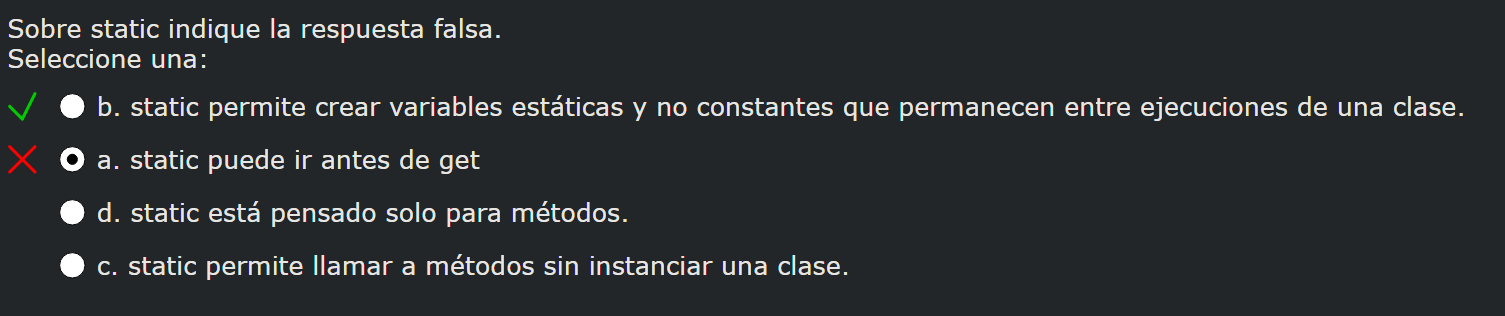 Sobre static indique la respuesta falsa.
Seleccione una:
b. static permite crear variables estáticas y no constantes que permanecen entre ejecuciones de una clase.
a. static puede ir antes de get
d. static está pensado solo para métodos.
c. static permite llamar a métodos sin instanciar una clase.